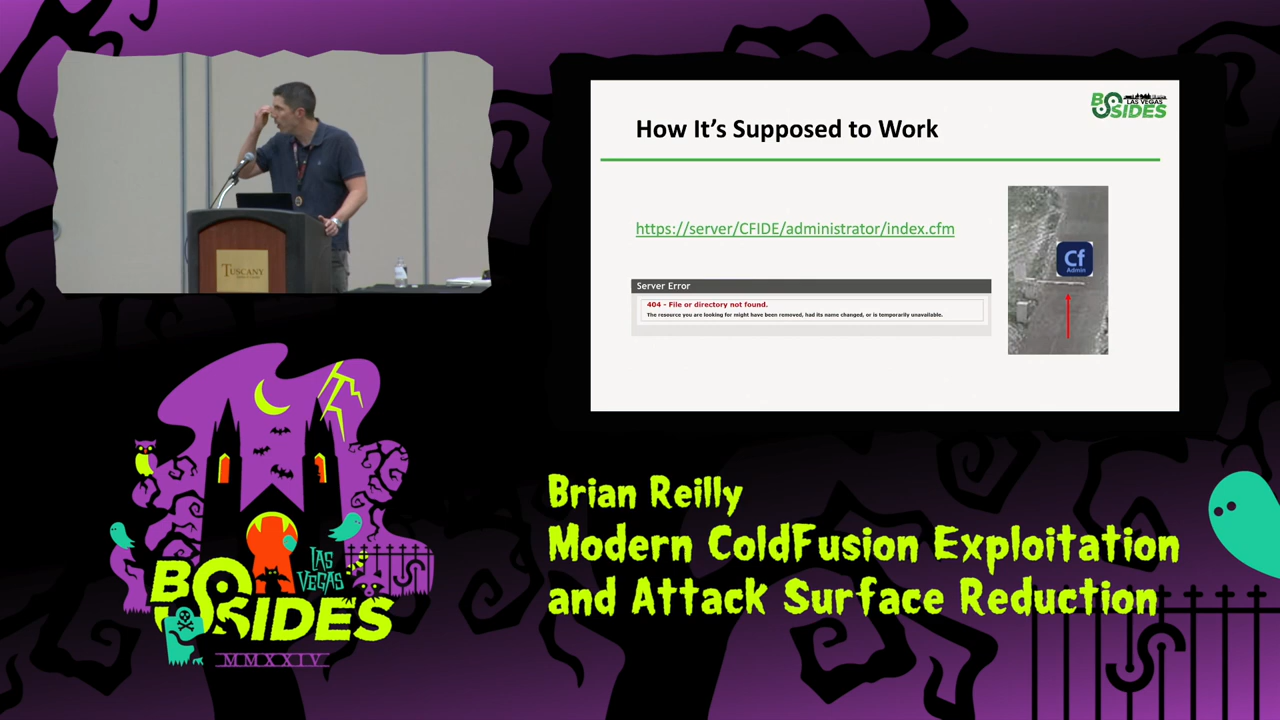 BSIDES
LAS VEGAS
How It's Supposed to Work
https://server/CFIDE/administrator/index.cfm
Server Error
404 - File or directory not found.
The resource you are looking for might have been removed, had its name changed, or is temporarily unavailable.
Cf
Admin
TUSCANY
LAS VEGAS
BSIDES
MMXXIV
Brian Reilly
Modern ColdFusion Exploitation
and Attack Surface Reduction